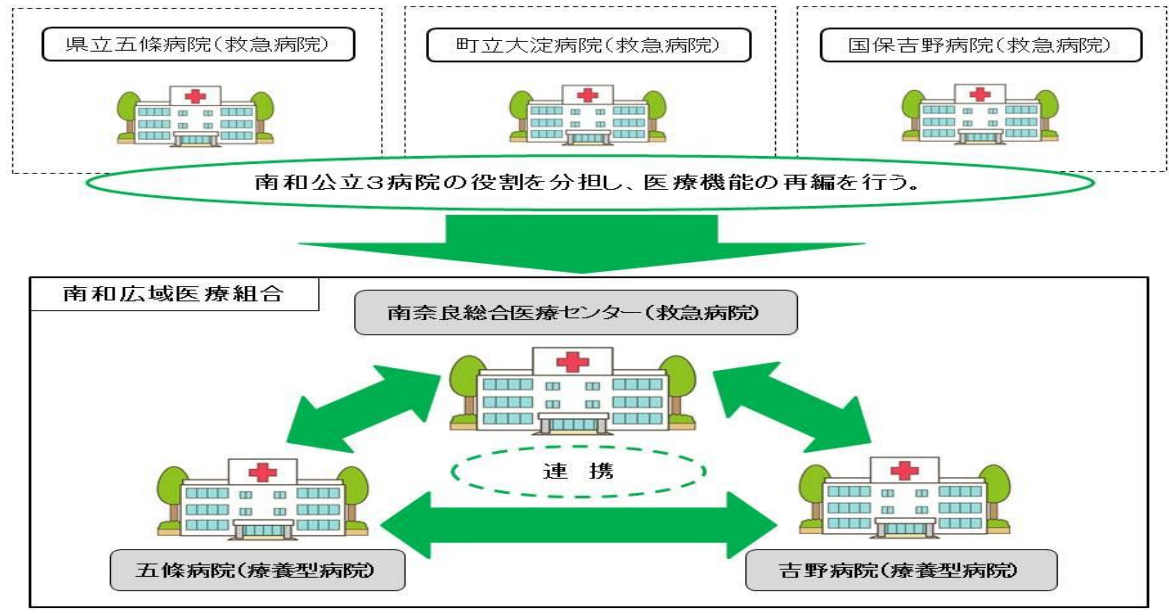 県立五條病院(救急病院)
町立大淀病院(救急病院)
国保吉野病院(救急病院)
南和公立3病院の役割を分担し、医療機能の再編を行う。
南和広域医療組合
南奈良総合医療センター(救急病院)
連 携
五條病院(療養型病院)
吉野病院(療養型病院)